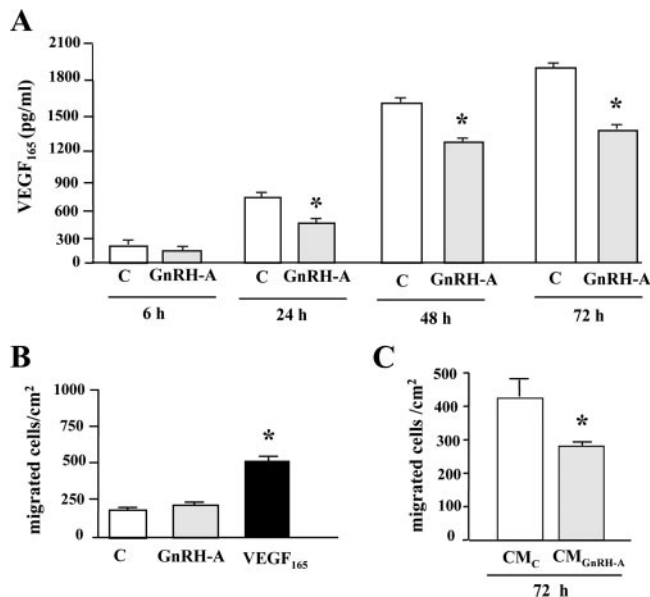 A
VEGF165 (pg/ml)
2100
1800
1500
1200
900
600
300
0
* * *
C GnRH-A C GnRH-A C GnRH-A C GnRH-A
6 h 24 h 48 h 72 h
B
migrated cells/cm2
1000
750
500
250
0
*
C GnRH-A VEGF165
C
migrated cells /cm2
500
400
300
200
100
0
*
CMC CMGnRH-A
72 h